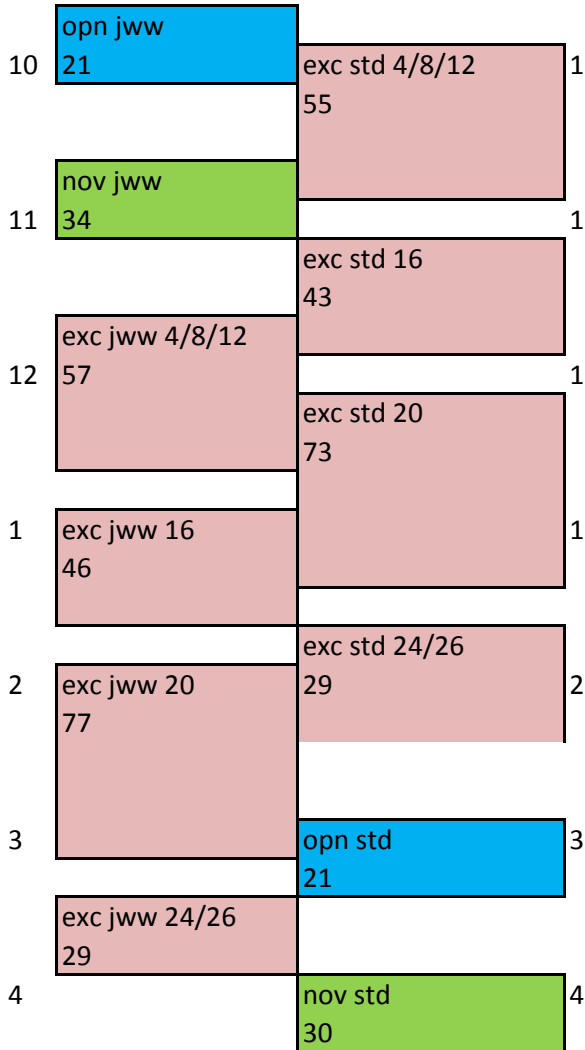 opn jww
10 21 exc std 4/8/12 1
55
nov jww
11 34 1
exc std 16
43
exc jww 4/8/12
12 57 1
exc std 20
73
1 exc jww 16 1
46
exc std 24/26
2 exc jww 20 29 2
77
3 opn std 3
21
exc jww 24/26
29
4 nov std 4
30